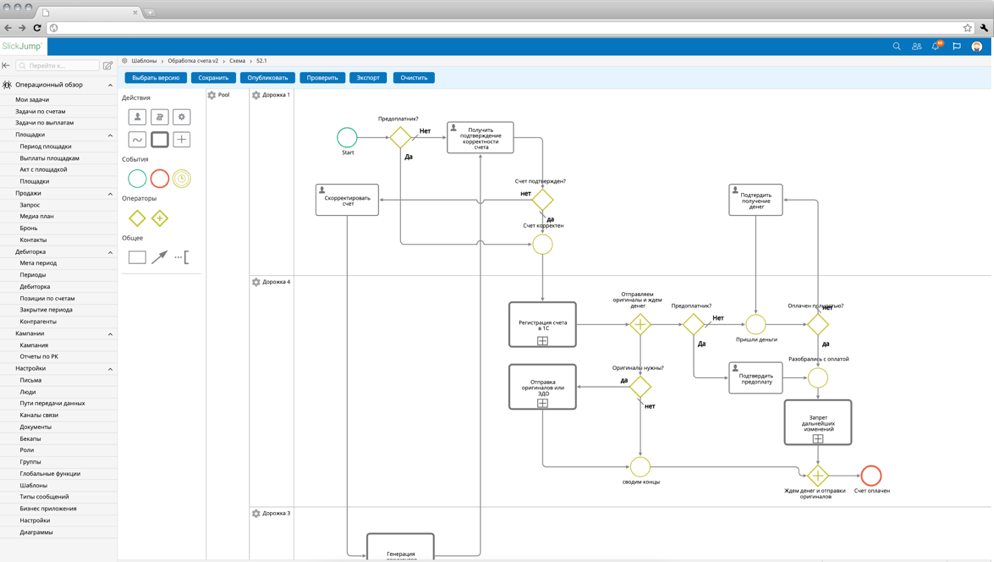 SlickJump
40
Перейти к...
Шаблоны > Обработка счета v2 > Схема > 52.1
Выбрать версию
Сохранить
Опубликовать
Проверить
Экспорт
Очистить
Операционный обзор
Мои задачи
Задачи по счетам
Задачи по выплатам
Площадки
Период площадки
Выплаты площадкам
Акт с площадкой
Площадки
Продажи
Запрос
Медиа план
Бронь
Контакты
Дебиторка
Мета период
Периоды
Дебиторка
Позиции по счетам
Закрытие периода
Контрагенты
Кампании
Кампания
Отчеты по РК
Настройки
Письма
Люди
Пути передачи данных
Каналы связи
Документы
Бекапы
Роли
Группы
Глобальные функции
Шаблоны
Типы сообщений
Бизнес приложения
Настройки
Диаграммы
Действия
События
Операторы
Общее
Pool
Дорожка 1
Start
Предоплатник?
Нет
Да
Получить
подтверждение
корректности
счета
Скорректировать
счет
Счет подтвержден?
нет
да
Счет корректен
Подтердить
получение
денег
Дорожка 4
Регистрация счета
в 1С
Отправляем
оригиналы и ждем
денег
Предоплатник?
Нет
Да
Пришли деньги
Оплачен
нет
да
Отправка
оригиналов или
ЭДО
Оригиналы нужны?
да
нет
Подтвердить
предоплату
Разобрались с оплатой
Запрет
дальнейших
изменений
сводим концы
Ждем денег и отправки
оригиналов
Счет оплачен
Дорожка 3
Генерация